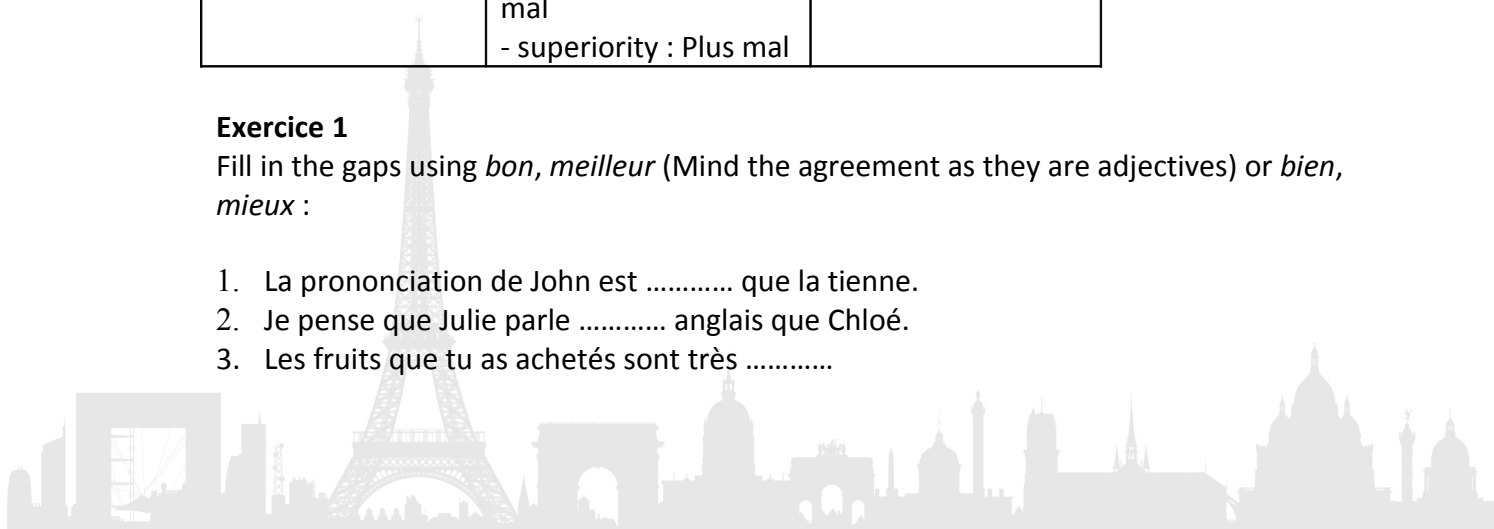 mal
- superiority : Plus mal
Exercice 1
Fill in the gaps using bon, meilleur (Mind the agreement as they are adjectives) or bien,
mieux :
1. La prononciation de John est ………… que la tienne.
2. Je pense que Julie parle ………… anglais que Chloé.
3. Les fruits que tu as achetés sont très …………